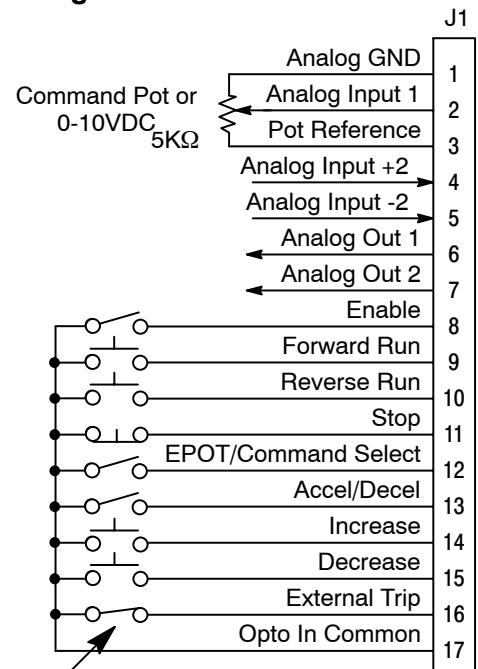 J1
Analog GND 1
Command Pot or
0-10VDC
5KΩ
Analog Input 1 2
Pot Reference 3
Analog Input +2 4
Analog Input -2 5
Analog Out 1 6
Analog Out 2 7
Enable 8
Forward Run 9
Reverse Run 10
Stop 11
EPOT/Command Select 12
Accel/Decel 13
Increase 14
Decrease 15
External Trip 16
Opto In Common 17